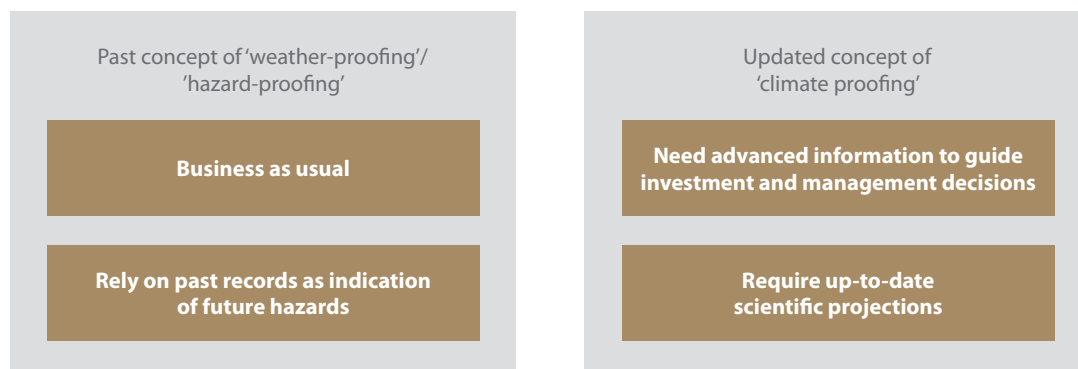 Past concept of ‘weather-proofing’/
’hazard-proofing’
Business as usual
Rely on past records as indication
of future hazards
Updated concept of
‘climate proofing’
Need advanced information to guide
investment and management decisions
Require up-to-date
scientific projections